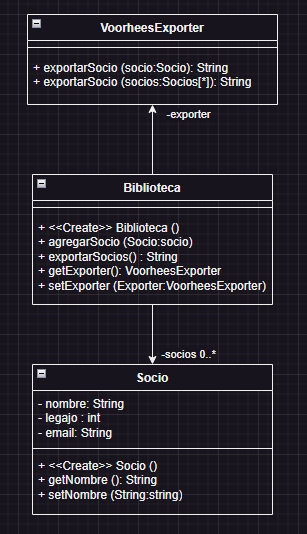 VoorheesExporter
+ exportarSocio (socio:Socio): String
+ exportarSocio (socios:Socios[*]): String
-exporter
Biblioteca
+ <<Create>> Biblioteca ()
+ agregarSocio (Socio:socio)
+ exportarSocios() : String
+ getExporter(): VoorheesExporter
+ setExporter (Exporter:VoorheesExporter)
-socios 0..*
Socio
- nombre: String
- legajo : int
- email: String
+ <<Create>> Socio ()
+ getNombre (): String
+ setNombre (String:string)